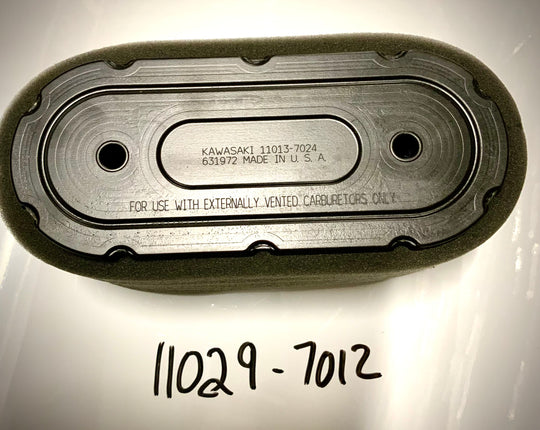 KAWASAKI 11013-7024
631972 MADE IN U. S. A.
FOR USE WITH EXTERNALLY VENTED CARBURETORS ONLY
11029-7012